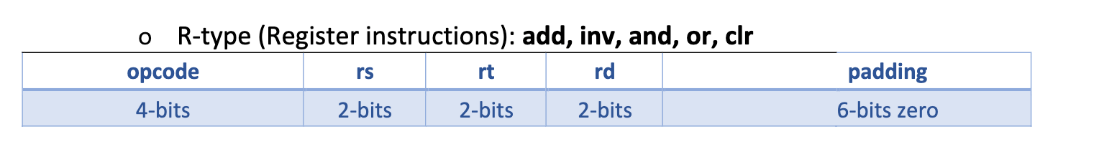 o R-type (Register instructions): add, inv, and, or, clr
opcode rs rt rd padding
4-bits 2-bits 2-bits 2-bits 6-bits zero